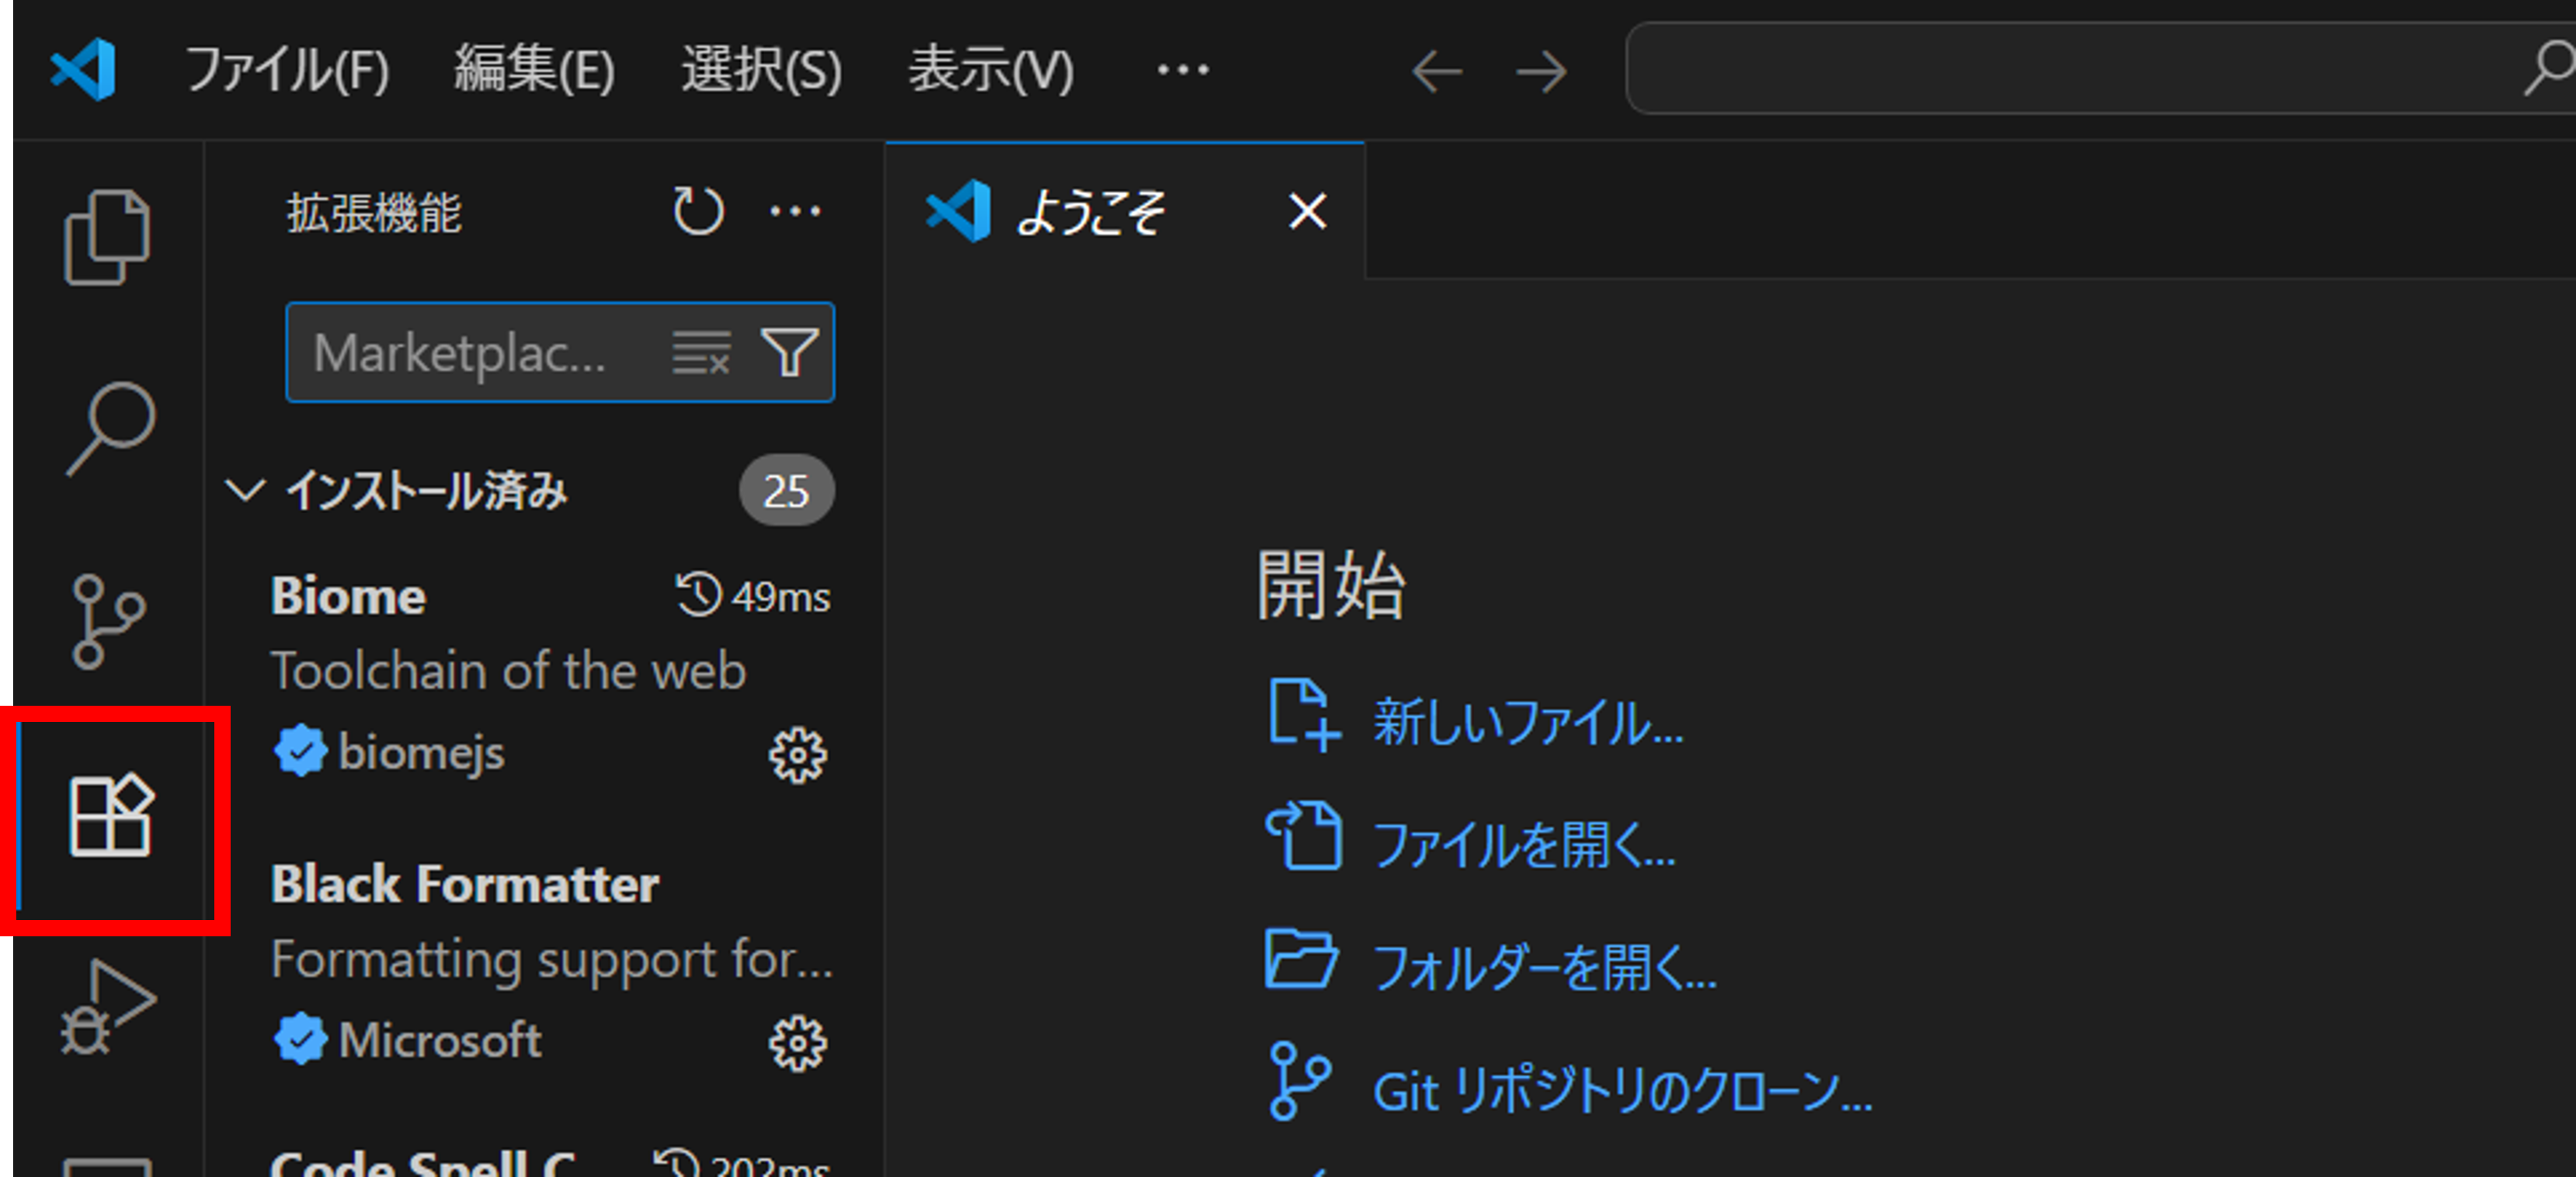 ファイル(F) 編集(E) 選択(S) 表示(V) …
拡張機能 …
ようこそ
Marketplac...
インストール済み 25
Biome 49ms
Toolchain of the web
biomejs
Black Formatter
Formatting support for...
Microsoft
Code Spell C 202ms
開始
新しいファイル...
ファイルを開く...
フォルダーを開く...
Git リポジトリのクローン...